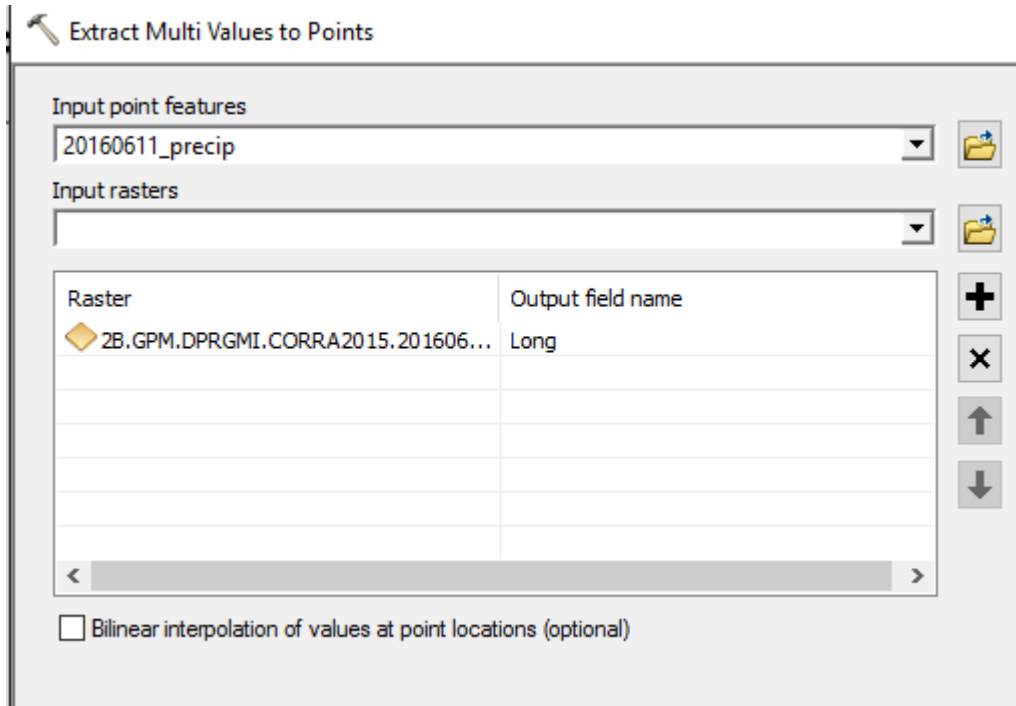 Extract Multi Values to Points
Input point features
20160611_precip
Input rasters
Raster Output field name
2B.GPM.DPRGMI.CORRA2015.201606... Long
Bilinear interpolation of values at point locations (optional)